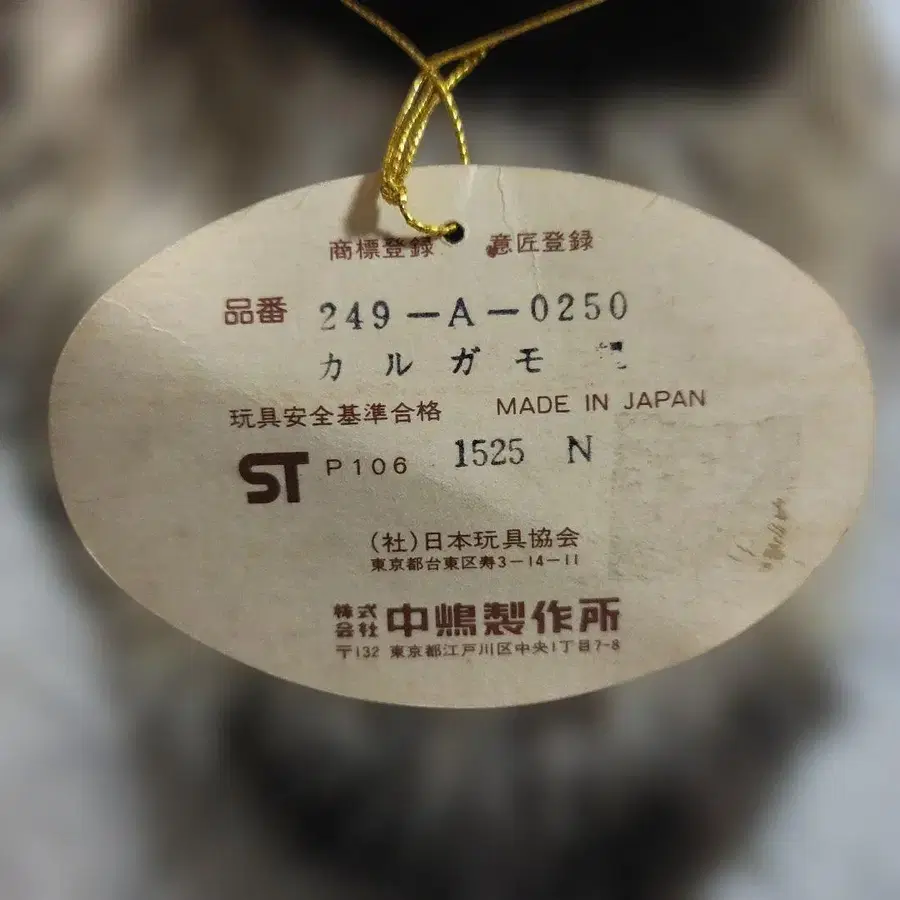 商標登録 意匠登録
品番 249-A-0250
カルガモ
玩具安全基準合格 MADE IN JAPAN
ST P106 1525 N
(社)日本玩具協会
東京都台東区寿3-14-11
株式会社 中嶋製作所
〒132 東京都江戸川区中央1丁目7-8